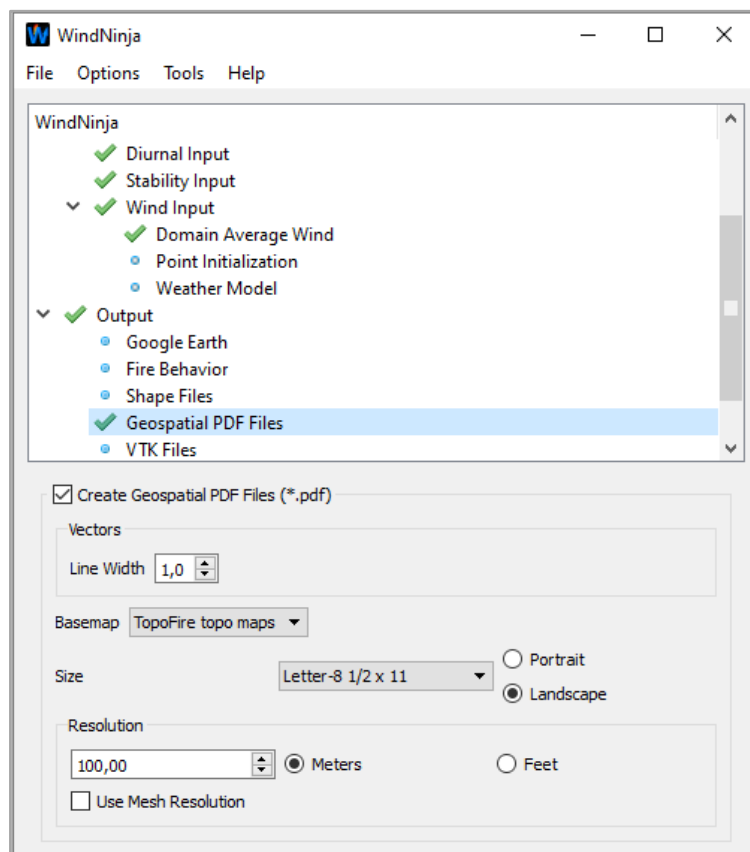 WindNinja
File Options Tools Help
WindNinja
Diurnal Input
Stability Input
Wind Input
Domain Average Wind
Point Initialization
Weather Model
Output
Google Earth
Fire Behavior
Shape Files
Geospatial PDF Files
VTK Files
Create Geospatial PDF Files (*.pdf)
Vectors
Line Width 1,0
Basemap TopoFire topo maps
Portrait
Size Letter-8 1/2 x 11
Landscape
Resolution
100,00 Meters Feet
Use Mesh Resolution